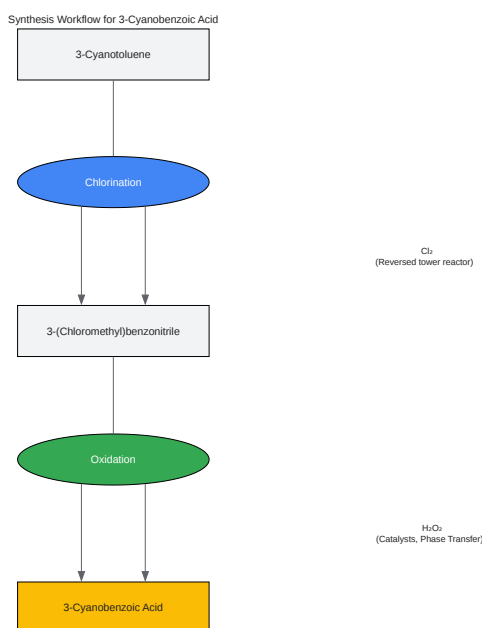 Synthesis Workflow for 3-Cyanobenzoic Acid
3-Cyanotoluene
Chlorination
Cl₂
(Reversed tower reactor)
3-(Chloromethyl)benzonitrile
Oxidation
H₂O₂
(Catalysts, Phase Transfer)
3-Cyanobenzoic Acid